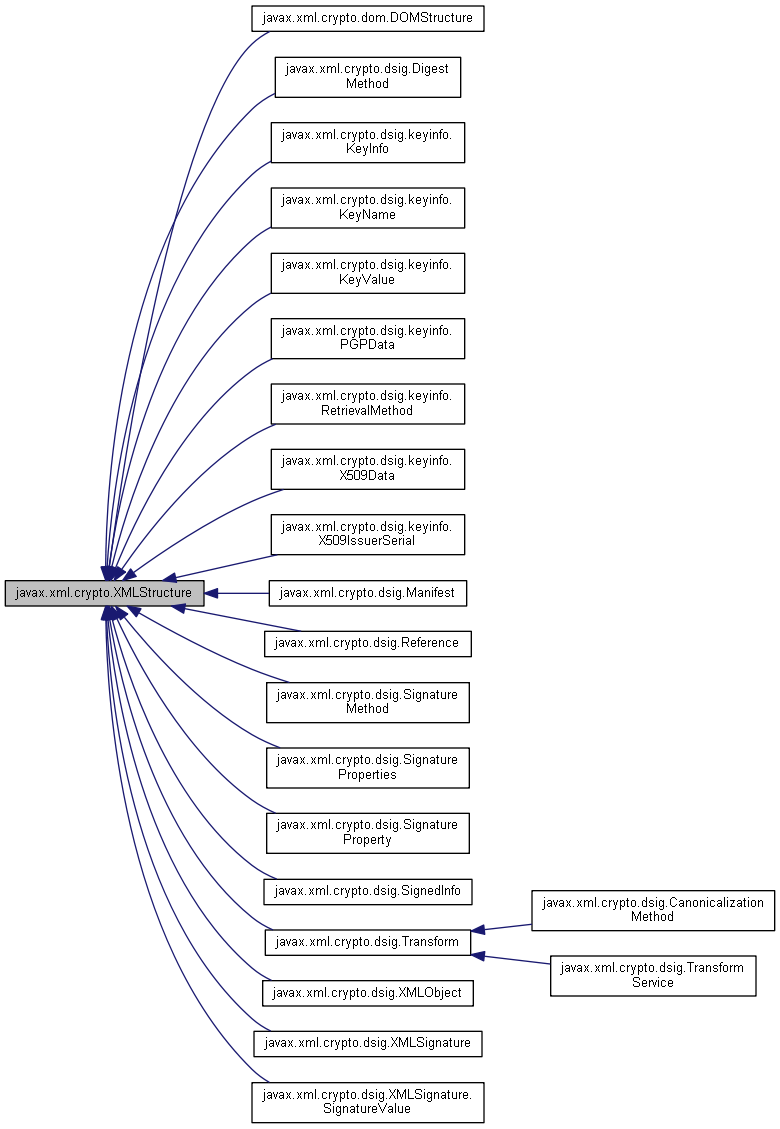 javax.xml.crypto.dom.DOMStructure
javax.xml.crypto.dsig.Digest
Method
javax.xml.crypto.dsig.keyinfo.
KeyInfo
javax.xml.crypto.dsig.keyinfo.
KeyName
javax.xml.crypto.dsig.keyinfo.
KeyValue
javax.xml.crypto.dsig.keyinfo.
PGPData
javax.xml.crypto.dsig.keyinfo.
RetrievalMethod
javax.xml.crypto.dsig.keyinfo.
X509Data
javax.xml.crypto.dsig.keyinfo.
X509IssuerSerial
javax.xml.crypto.XMLStructure
javax.xml.crypto.dsig.Manifest
javax.xml.crypto.dsig.Reference
javax.xml.crypto.dsig.Signature
Method
javax.xml.crypto.dsig.Signature
Properties
javax.xml.crypto.dsig.Signature
Property
javax.xml.crypto.dsig.SignedInfo
javax.xml.crypto.dsig.Transform
javax.xml.crypto.dsig.Canonicalization
Method
javax.xml.crypto.dsig.Transform
Service
javax.xml.crypto.dsig.XMLObject
javax.xml.crypto.dsig.XMLSignature
javax.xml.crypto.dsig.XMLSignature.
SignatureValue